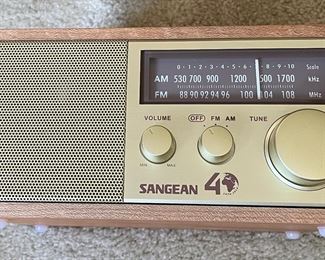 0 1 2 3 4 5 6 7 8 9 10 Scale
AM 530 700 900 1200 1500 1700 kHz
FM 88 90 92 94 96 100 104 108 MHz
VOLUME OFF FM AM TUNE
MIN MAX
SANGEAN 40